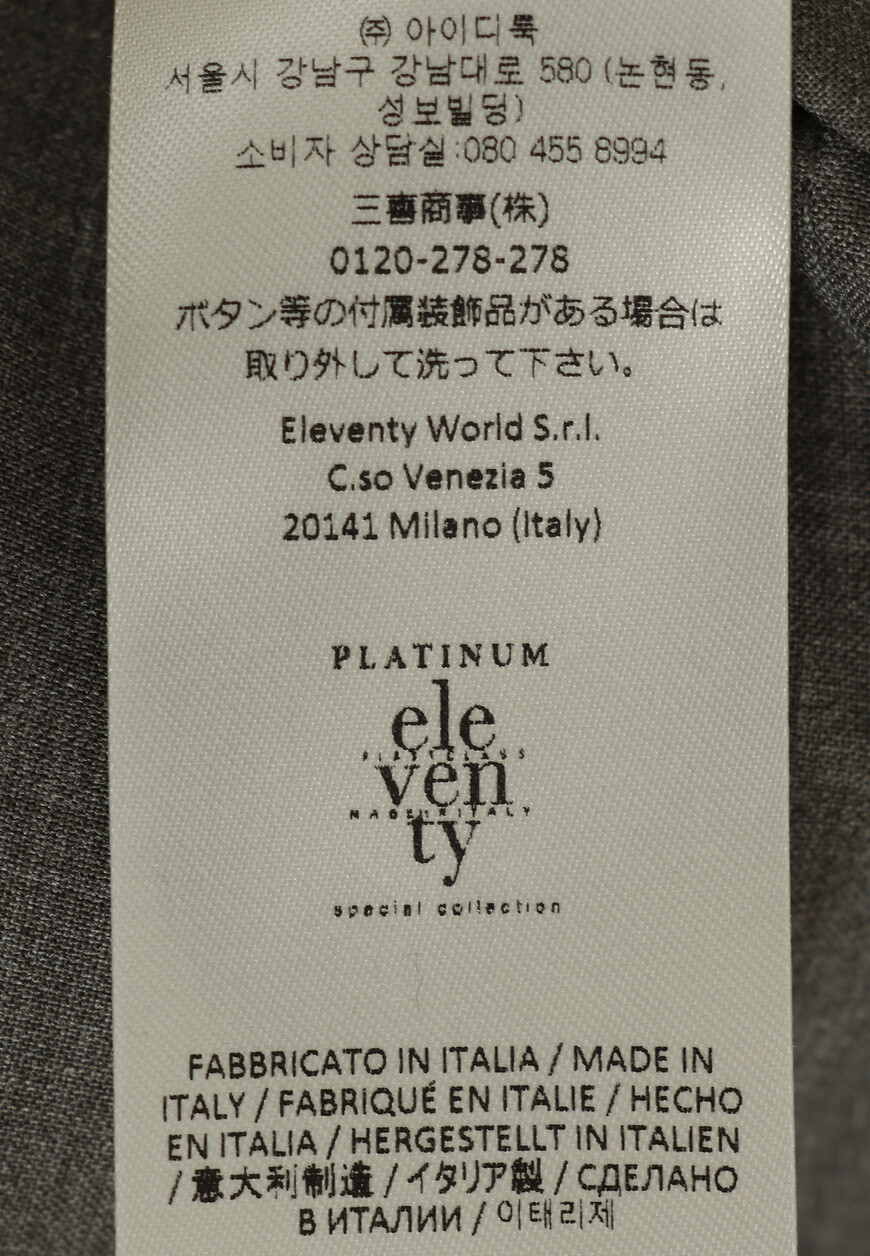 ㈜ 아이디룩
서울시 강남구 강남대로 580 (논현동,
성보빌딩)
소비자 상담실:080 455 8994
三喜商事(株)
0120-278-278
ボタン等の付属装飾品がある場合は
取り外して洗って下さい。
Eleventy World S.r.l.
C.so Venezia 5
20141 Milano (Italy)
PLATINUM
ele
ven
MADE IN ITALY
ty
special collection
FABBRICATO IN ITALIA / MADE IN
ITALY / FABRIQUÉ EN ITALIE / HECHO
EN ITALIA / HERGESTELLT IN ITALIEN
/ 意大利制造 / イタリア製 / СДЕЛАНО
В ИТАЛИИ / 이태리제